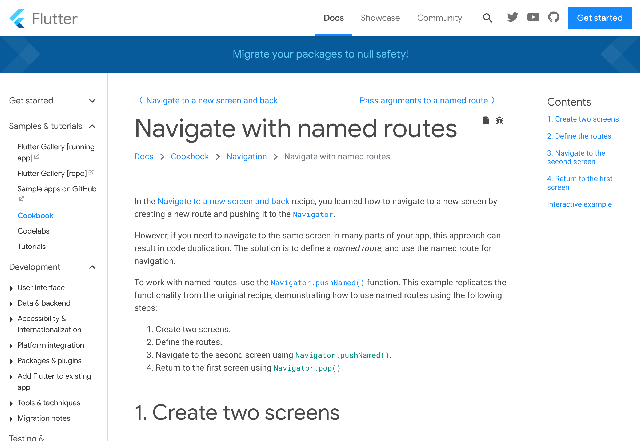 Flutter
Docs
Showcase
Community
Get started
Migrate your packages to null safety!
Get started
Samples & tutorials
Flutter Gallery [running
app]
Flutter Gallery [repo]
Sample apps on GitHub
Cookbook
Codelabs
Tutorials
Development
User interface
Data & backend
Accessibility &
internationalization
Platform integration
Packages & plugins
Add Flutter to existing
app
Tools & techniques
Migration notes
Testing &
Navigate to a new screen and back
Pass arguments to a named route
Navigate with named routes
Docs
Cookbook
Navigation
Navigate with named routes
In the Navigate to a new screen and back recipe, you learned how to navigate to a new screen by
creating a new route and pushing it to the Navigator.
However, if you need to navigate to the same screen in many parts of your app, this approach can
result in code duplication. The solution is to define a named route, and use the named route for
navigation.
To work with named routes, use the Navigator.pushNamed() function. This example replicates the
functionality from the original recipe, demonstrating how to use named routes using the following
steps:
1. Create two screens.
2. Define the routes.
3. Navigate to the second screen using Navigator.pushNamed().
4. Return to the first screen using Navigator.pop()
1. Create two screens
Contents
1. Create two screens
2. Define the routes
3. Navigate to the
second screen
4. Return to the first
screen
Interactive example